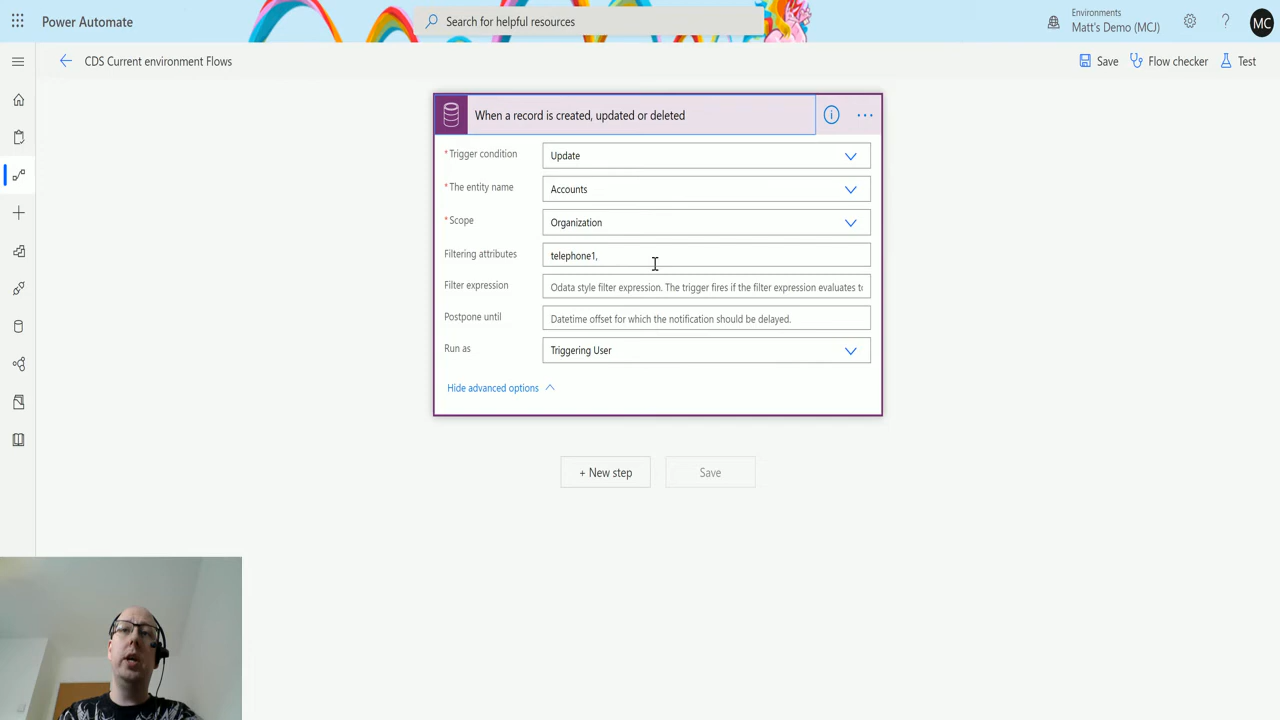 Power Automate
Search for helpful resources
Environments
Matt's Demo (MCJ)
MC
CDS Current environment Flows
Save
Flow checker
Test
When a record is created, updated or deleted
* Trigger condition
Update
* The entity name
Accounts
* Scope
Organization
Filtering attributes
telephone1,
Filter expression
Odata style filter expression. The trigger fires if the filter expression evaluates t
Postpone until
Datetime offset for which the notification should be delayed.
Run as
Triggering User
Hide advanced options
+ New step
Save